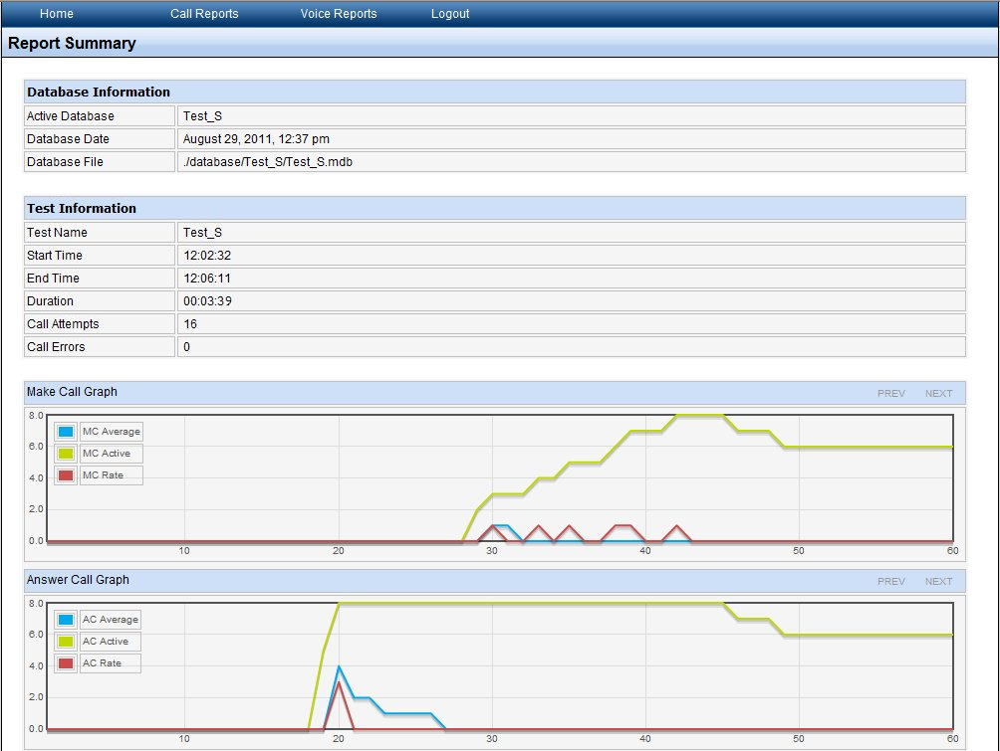 Home Call Reports Voice Reports Logout
Report Summary
Database Information
Active Database Test_S
Database Date August 29, 2011, 12:37 pm
Database File ./database/Test_S/Test_S.mdb
Test Information
Test Name Test_S
Start Time 12:02:32
End Time 12:06:11
Duration 00:03:39
Call Attempts 16
Call Errors 0
Make Call Graph PREV NEXT
8.0
MC Average
6.0 MC Active
MC Rate
4.0
2.0
0.0
10 20 30 40 50 60
Answer Call Graph PREV NEXT
8.0
AC Average
6.0 AC Active
AC Rate
4.0
2.0
0.0
10 20 30 40 50 60